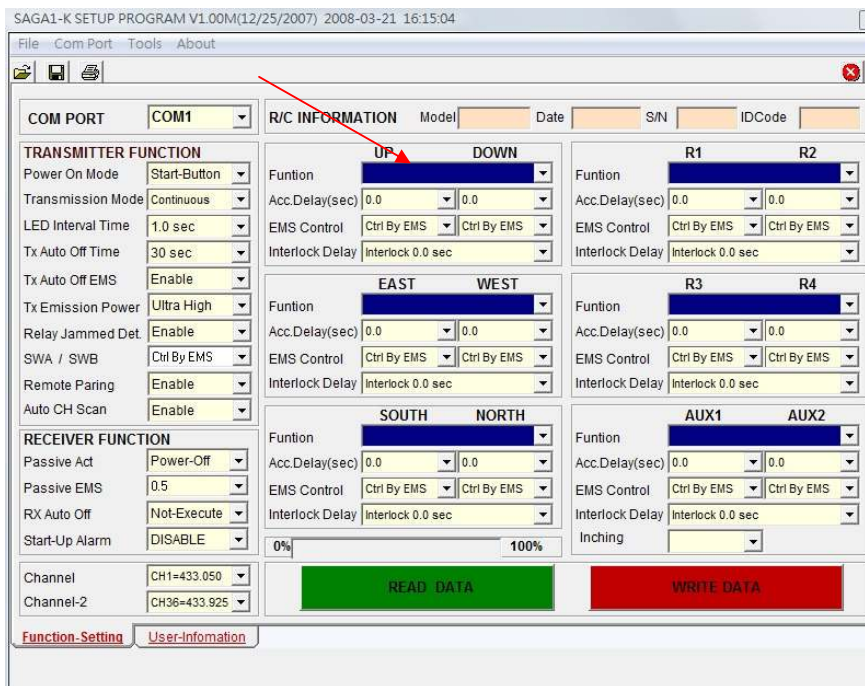 SAGA1-K SETUP PROGRAM V1.00M(12/25/2007) 2008-03-21 16:15:04
File Com Port Tools About
COM PORT COM1
R/C INFORMATION Model Date S/N IDCode
TRANSMITTER FUNCTION
Power On Mode Start-Button
Transmission Mode Continuous
LED Interval Time 1.0 sec
Tx Auto Off Time 30 sec
Tx Auto Off EMS Enable
Tx Emission Power Ultra High
Relay Jammed Det. Enable
SWA / SWB Ctrl By EMS
Remote Paring Enable
Auto CH Scan Enable
RECEIVER FUNCTION
Passive Act Power-Off
Passive EMS 0.5
RX Auto Off Not-Execute
Start-Up Alarm DISABLE
Channel CH1=433.050
Channel-2 CH36=433.925
UP DOWN
Funtion
Acc.Delay(sec) 0.0 0.0
EMS Control Ctrl By EMS Ctrl By EMS
Interlock Delay Interlock 0.0 sec
EAST WEST
Funtion
Acc.Delay(sec) 0.0 0.0
EMS Control Ctrl By EMS Ctrl By EMS
Interlock Delay Interlock 0.0 sec
SOUTH NORTH
Funtion
Acc.Delay(sec) 0.0 0.0
EMS Control Ctrl By EMS Ctrl By EMS
Interlock Delay Interlock 0.0 sec
0% 100%
R1 R2
Funtion
Acc.Delay(sec) 0.0 0.0
EMS Control Ctrl By EMS Ctrl By EMS
Interlock Delay Interlock 0.0 sec
R3 R4
Funtion
Acc.Delay(sec) 0.0 0.0
EMS Control Ctrl By EMS Ctrl By EMS
Interlock Delay Interlock 0.0 sec
AUX1 AUX2
Funtion
Acc.Delay(sec) 0.0 0.0
EMS Control Ctrl By EMS Ctrl By EMS
Interlock Delay Interlock 0.0 sec
Inching
READ DATA WRITE DATA
Function-Setting User-Infomation